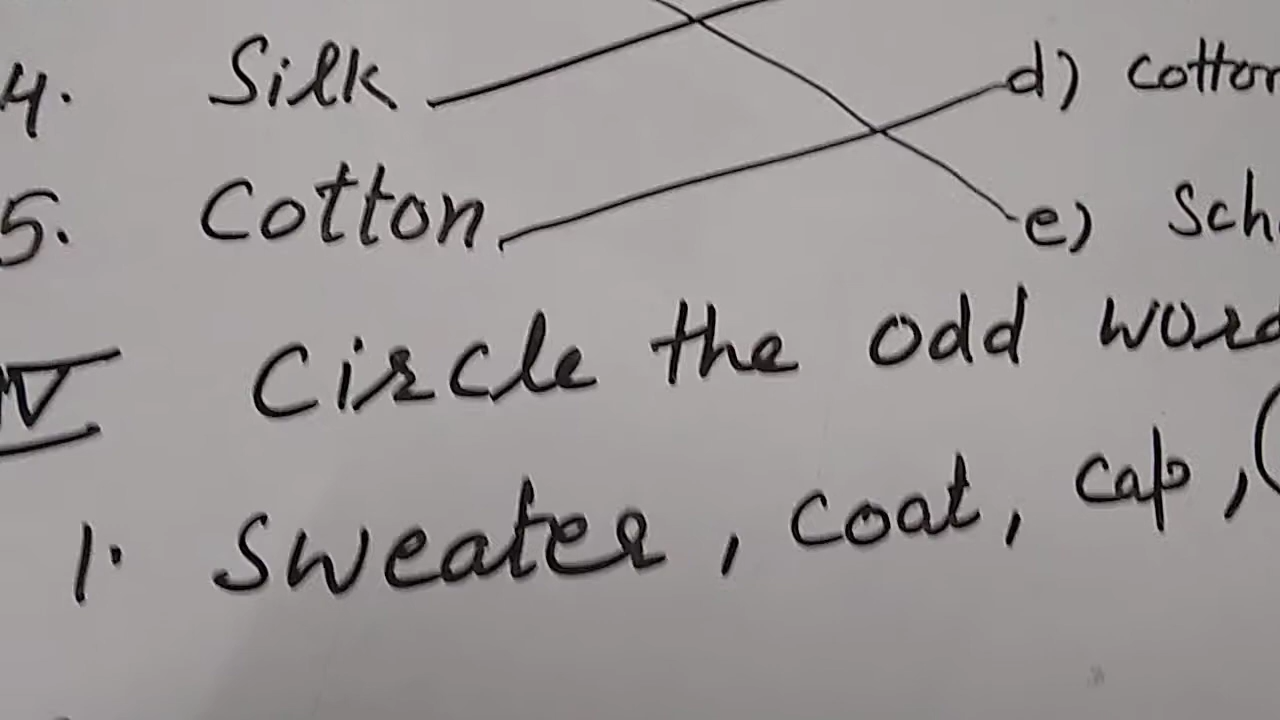 4. Silk
d) cotton
5. Cotton
e) Sch
IV Circle the odd word
1. Sweater, coat, cap,